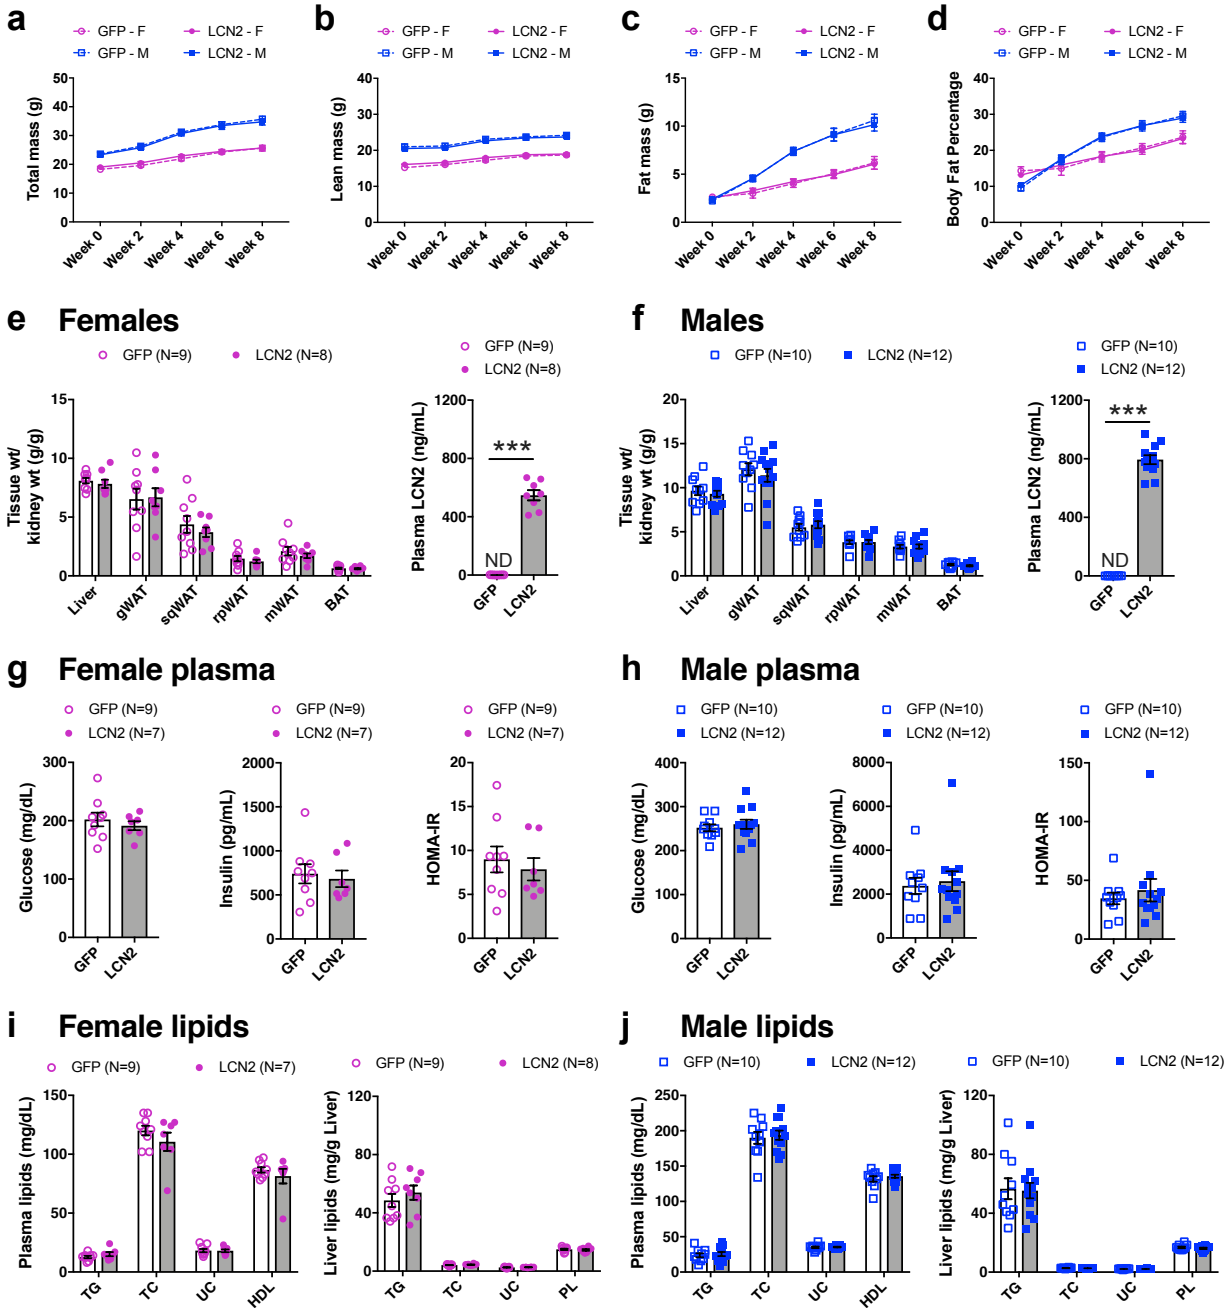 a
GFP - F
LCN2 - F
GFP - M
LCN2 - M
Total mass (g)
50
40
30
20
10
0
Week 0
Week 2
Week 4
Week 6
Week 8
b
GFP - F
LCN2 - F
GFP - M
LCN2 - M
Lean mass (g)
40
30
20
10
0
Week 0
Week 2
Week 4
Week 6
Week 8
c
GFP - F
LCN2 - F
GFP - M
LCN2 - M
Fat mass (g)
15
10
5
0
Week 0
Week 2
Week 4
Week 6
Week 8
d
GFP - F
LCN2 - F
GFP - M
LCN2 - M
Body Fat Percentage
40
30
20
10
0
Week 0
Week 2
Week 4
Week 6
Week 8
e Females
GFP (N=9) LCN2 (N=8)
Tissue wt/
kidney wt (g/g)
15
10
5
0
Liver
gWAT
sqWAT
rpWAT
mWAT
BAT
GFP (N=9)
LCN2 (N=8)
Plasma LCN2 (ng/mL)
1200
800
400
0
***
ND
GFP
LCN2
f Males
GFP (N=10) LCN2 (N=12)
Tissue wt/
kidney wt (g/g)
20
15
10
5
0
Liver
gWAT
sqWAT
rpWAT
mWAT
BAT
GFP (N=10)
LCN2 (N=12)
Plasma LCN2 (ng/mL)
1200
800
400
0
***
ND
GFP
LCN2
g Female plasma
GFP (N=9)
LCN2 (N=7)
Glucose (mg/dL)
300
200
100
0
GFP
LCN2
GFP (N=9)
LCN2 (N=7)
Insulin (pg/mL)
2000
1500
1000
500
0
GFP
LCN2
GFP (N=9)
LCN2 (N=7)
HOMA-IR
20
15
10
5
0
GFP
LCN2
h Male plasma
GFP (N=10)
LCN2 (N=12)
Glucose (mg/dL)
400
300
200
100
0
GFP
LCN2
GFP (N=10)
LCN2 (N=12)
Insulin (pg/mL)
8000
6000
4000
2000
0
GFP
LCN2
GFP (N=10)
LCN2 (N=12)
HOMA-IR
150
100
50
0
GFP
LCN2
i Female lipids
GFP (N=9) LCN2 (N=7)
Plasma lipids (mg/dL)
150
100
50
0
TG
TC
UC
HDL
GFP (N=9) LCN2 (N=8)
Liver lipids (mg/g Liver)
120
80
40
0
TG
TC
UC
PL
j Male lipids
GFP (N=10) LCN2 (N=12)
Plasma lipids (mg/dL)
250
200
150
100
50
0
TG
TC
UC
HDL
GFP (N=10) LCN2 (N=12)
Liver lipids (mg/g Liver)
120
80
40
0
TG
TC
UC
PL